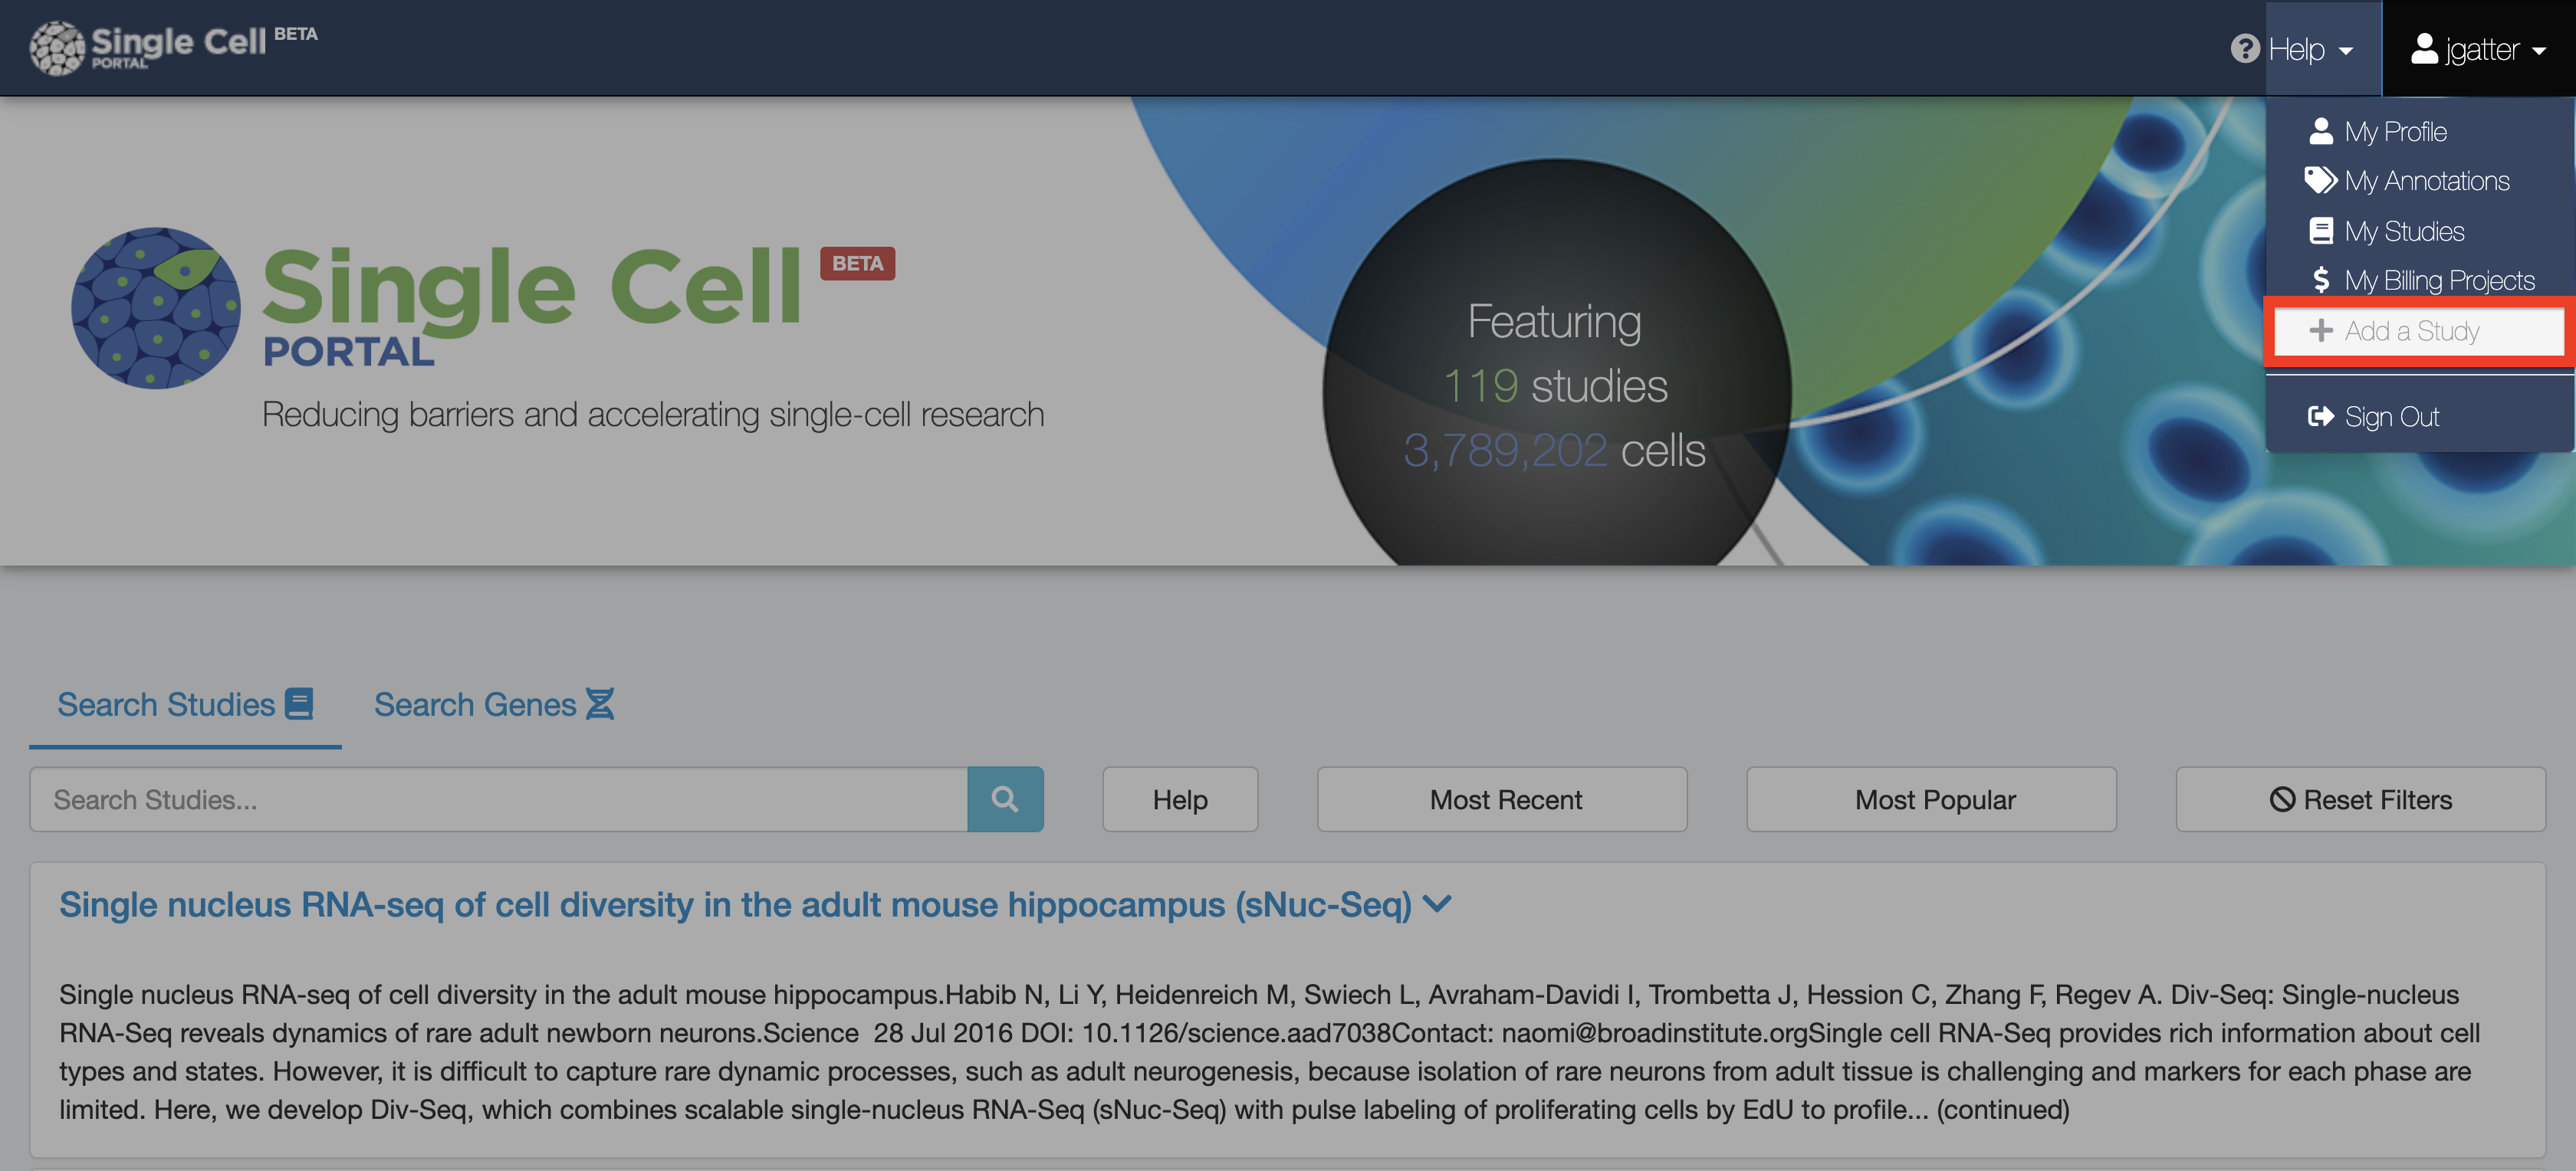 Single Cell BETA
PORTAL
? Help
jgatter
My Profile
My Annotations
My Studies
$ My Billing Projects
Add a Study
Sign Out
Single Cell BETA
PORTAL
Reducing barriers and accelerating single-cell research
Featuring
119 studies
3,789,202 cells
Search Studies
Search Genes
Search Studies...
Help
Most Recent
Most Popular
Reset Filters
Single nucleus RNA-seq of cell diversity in the adult mouse hippocampus (sNuc-Seq)
Single nucleus RNA-seq of cell diversity in the adult mouse hippocampus.Habib N, Li Y, Heidenreich M, Swiech L, Avraham-Davidi I, Trombetta J, Hession C, Zhang F, Regev A. Div-Seq: Single-nucleus
RNA-Seq reveals dynamics of rare adult newborn neurons.Science  28 Jul 2016 DOI: 10.1126/science.aad7038Contact: naomi@broadinstitute.orgSingle cell RNA-Seq provides rich information about cell
types and states. However, it is difficult to capture rare dynamic processes, such as adult neurogenesis, because isolation of rare neurons from adult tissue is challenging and markers for each phase are
limited. Here, we develop Div-Seq, which combines scalable single-nucleus RNA-Seq (sNuc-Seq) with pulse labeling of proliferating cells by EdU to profile... (continued)